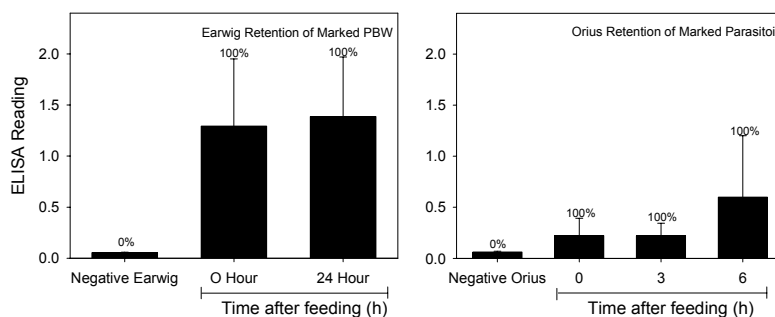 Earwig Retention of Marked PBW
100%
100%
0%
2.0
1.5
1.0
0.5
0.0
ELISA Reading
Negative Earwig
O Hour
24 Hour
Time after feeding (h)
Orius Retention of Marked Parasitoi
100%
100%
100%
0%
2.0
1.5
1.0
0.5
0.0
Negative Orius
0
3
6
Time after feeding (h)